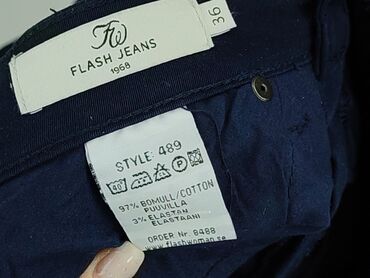 FW
FLASH JEANS
1968
36
STYLE: 489
40
P
97% BOMULL/COTTON
PUUVILLA
3% ELASTAN
ELASTAANI
ORDER Nr. 8488
www.flashwoman.se